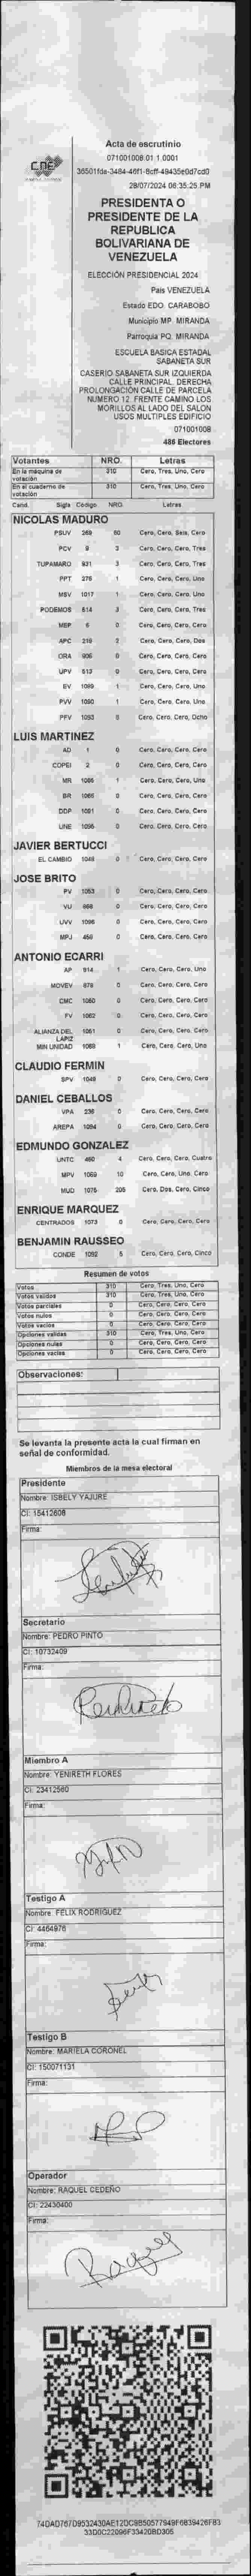 CNE
Acta de escrutinio
071001008.01.1.0001
28/07/2024 06:35:25 PM
PRESIDENTA O
PRESIDENTE DE LA
REPUBLICA
BOLIVARIANA DE
VENEZUELA
ELECCIÓN PRESIDENCIAL 2024
País VENEZUELA
Estado EDO. CARABOBO
Municipio MP. MIRANDA
Parroquia PQ. MIRANDA
ESCUELA BASICA ESTADAL
SABANETA SUR
CASERIO SABANETA SUR IZQUIERDA
CALLE PRINCIPAL. DERECHA
PROLONGACIÓN CALLE DE PARCELA
NUMERO 12. FRENTE CAMINO LOS
MORILLOS AL LADO DEL SALON
USOS MULTIPLES EDIFICIO
071001008
486 Electores
Votantes NRO. Letras
En la máquina de votación 310 Cero, Tres, Uno, Cero
En el cuaderno de votación 310 Cero, Tres, Uno, Cero
Cand. Sigla Código NRO. Letras
NICOLAS MADURO
PSUV 269 60 Cero, Cero, Seis, Cero
PCV 9 3 Cero, Cero, Cero, Tres
TUPAMARO 931 3 Cero, Cero, Cero, Tres
PPT 276 1 Cero, Cero, Cero, Uno
MSV 1017 1 Cero, Cero, Cero, Uno
PODEMOS 514 3 Cero, Cero, Cero, Tres
MEP 6 0 Cero, Cero, Cero, Cero
APC 219 2 Cero, Cero, Cero, Dos
ORA 906 0 Cero, Cero, Cero, Cero
UPV 513 0 Cero, Cero, Cero, Cero
EV 1089 1 Cero, Cero, Cero, Uno
PVV 1090 1 Cero, Cero, Cero, Uno
PFV 1093 8 Cero, Cero, Cero, Ocho
LUIS MARTINEZ
AD 1 0 Cero, Cero, Cero, Cero
COPEI 2 0 Cero, Cero, Cero, Cero
MR 1 Cero, Cero, Cero, Uno
BR 1066 0 Cero, Cero, Cero, Cero
DDP 1091 0 Cero, Cero, Cero, Cero
UNE 1095 0 Cero, Cero, Cero, Cero
JAVIER BERTUCCI
EL CAMBIO 1048 0 Cero, Cero, Cero, Cero
JOSE BRITO
PV 1053 0 Cero, Cero, Cero, Cero
VU 968 0 Cero, Cero, Cero, Cero
UVV 1096 0 Cero, Cero, Cero, Cero
MPJ 458 0 Cero, Cero, Cero, Cero
ANTONIO ECARRI
AP 914 1 Cero, Cero, Cero, Uno
MOVEV 879 0 Cero, Cero, Cero, Cero
CMC 1050 0 Cero, Cero, Cero, Cero
FV 1062 0 Cero, Cero, Cero, Cero
ALIANZA DEL LAPIZ 1061 0 Cero, Cero, Cero, Cero
MIN UNIDAD 1088 1 Cero, Cero, Cero, Uno
CLAUDIO FERMIN
SPV 1049 0 Cero, Cero, Cero, Cero
DANIEL CEBALLOS
VPA 236 0 Cero, Cero, Cero, Cero
AREPA 1094 0 Cero, Cero, Cero, Cero
EDMUNDO GONZALEZ
UNTC 460 4 Cero, Cero, Cero, Cuatro
MPV 1069 10 Cero, Cero, Uno, Cero
MUD 1075 205 Cero, Dos, Cero, Cinco
ENRIQUE MARQUEZ
CENTRADOS 1073 0 Cero, Cero, Cero, Cero
BENJAMIN RAUSSEO
CONDE 1092 5 Cero, Cero, Cero, Cinco
Resumen de votos
Votos 310 Cero, Tres, Uno, Cero
Votos validos 310 Cero, Tres, Uno, Cero
Votos parciales 0 Cero, Cero, Cero, Cero
Votos nulos 0 Cero, Cero, Cero, Cero
Votos vacios 0 Cero, Cero, Cero, Cero
Opciones validas 310 Cero, Tres, Uno, Cero
Opciones nulas 0 Cero, Cero, Cero, Cero
Opciones vacias 0 Cero, Cero, Cero, Cero
Observaciones:
Se levanta la presente acta la cual firman en
señal de conformidad.
Miembros de la mesa electoral
Presidente
Nombre: ISBELY YAJURE
CI: 15412608
Firma:
Secretario
Nombre: PEDRO PINTO
CI: 10732409
Firma:
Miembro A
Nombre: YENIRETH FLORES
CI: 23412560
Firma:
Testigo A
Nombre: FELIX RODRIGUEZ
CI: 4464976
Firma:
Testigo B
Nombre: MARIELA CORONEL
CI: 150071131
Firma:
Operador
Nombre: RAQUEL CEDEÑO
CI: 22430400
Firma:
Raquel